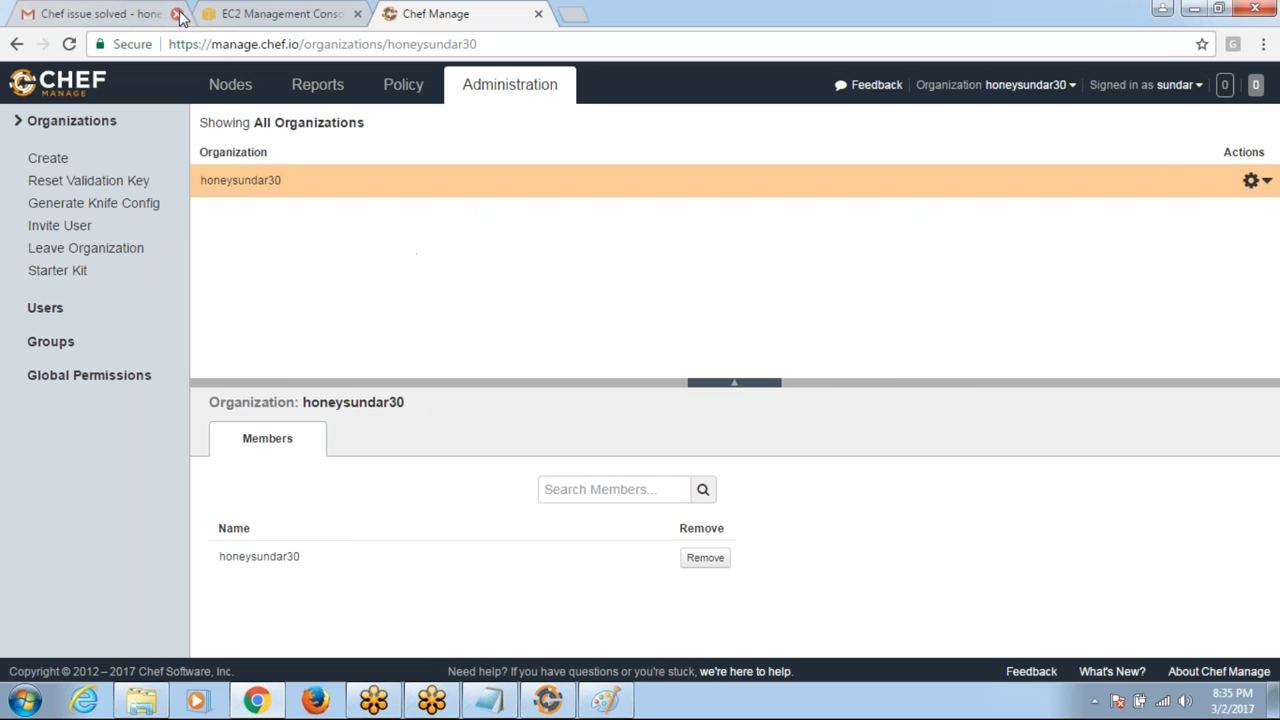 Chef issue solved - hone
EC2 Management Conso
Chef Manage
Secure
https://manage.chef.io/organizations/honeysundar30
CHEF
MANAGE
Nodes
Reports
Policy
Administration
Feedback
Organization honeysundar30
Signed in as sundar
0
0
Organizations
Create
Reset Validation Key
Generate Knife Config
Invite User
Leave Organization
Starter Kit
Users
Groups
Global Permissions
Showing All Organizations
Organization Actions
honeysundar30
Organization: honeysundar30
Members
Search Members...
Name Remove
honeysundar30 Remove
Copyright © 2012 – 2017 Chef Software, Inc.
Need help? If you have questions or you're stuck, we're here to help.
Feedback
What's New?
About Chef Manage
8:35 PM
3/2/2017